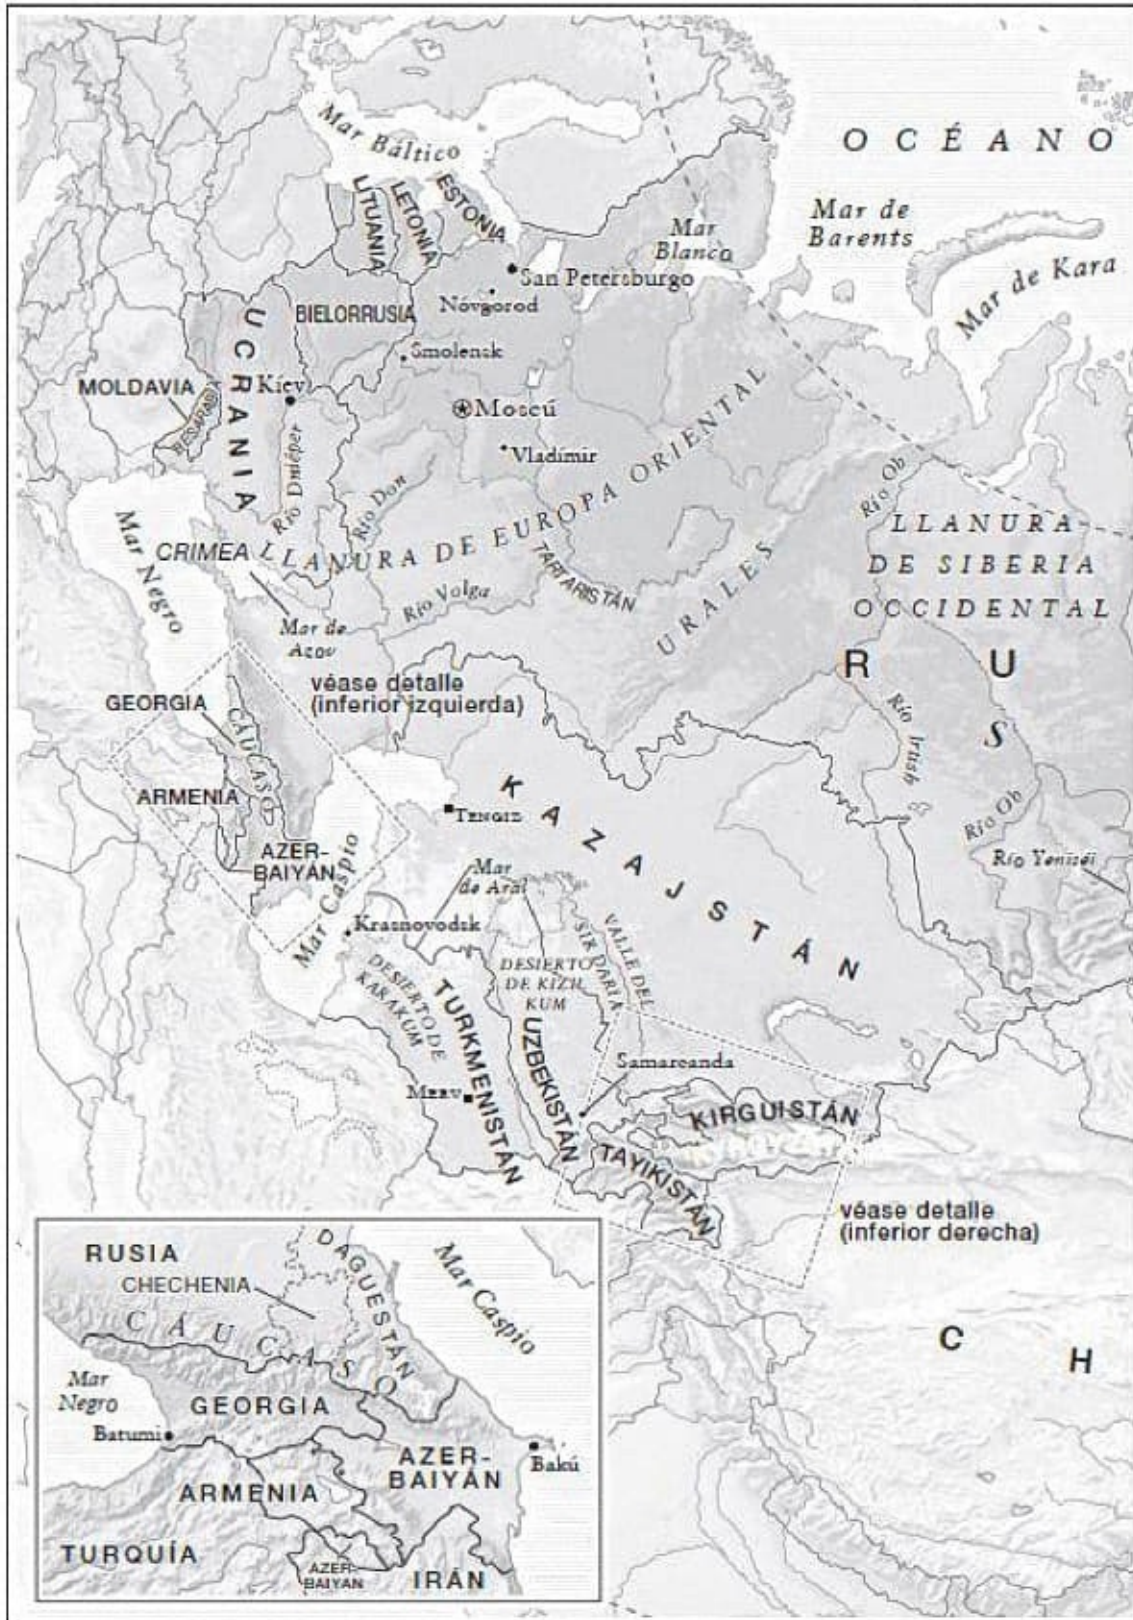 OCÉANO
Mar Báltico
Mar de
Barents
Mar
Blanco
Mar de Kara
LITUANIA
LETONIA
ESTONIA
San Petersburgo
Nóvgorod
BIELORRUSIA
Smolensk
UCRANIA
MOLDAVIA
BESARABIA
Kíev
Moscú
Vladímir
Río Dniéper
Río Don
LLANURA DE EUROPA ORIENTAL
Río Ob
LLANURA
DE SIBERIA
OCCIDENTAL
Mar Negro
CRIMEA
TARTARISTÁN
Río Volga
URALES
Mar de
Azov
RUS
véase detalle
(inferior izquierda)
GEORGIA
CÁUCASO
Río Irtish
ARMENIA
AZER-
BAIYÁN
Mar Caspio
TENGIZ
KAZAJSTÁN
Río Ob
Río Yeniséi
Mar
de Aral
Krasnovodsk
DESIERTO DE
KARAKUM
TURKMENISTÁN
DESIERTO
DE KIZIL
KUM
UZBEKISTÁN
VALLE DEL
SIR DARIA
Samarcanda
MERV
KIRGUISTÁN
TAYIKISTÁN
véase detalle
(inferior derecha)
CH
RUSIA
CHECHENIA
DAGUESTÁN
Mar Caspio
CÁUCASO
Mar
Negro
GEORGIA
Batumi
AZER-
BAIYÁN
Bakú
ARMENIA
TURQUÍA
AZER-
BAIYÁN
IRÁN